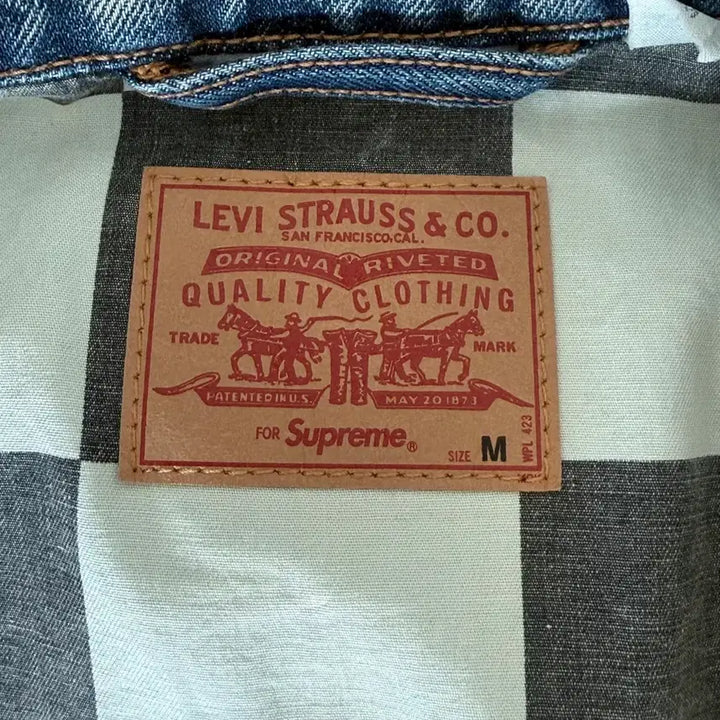 LEVI STRAUSS & CO.
SAN FRANCISCO, CAL.
ORIGINAL RIVETED
QUALITY CLOTHING
TRADE MARK
PATENTED IN U.S. MAY 20 1873
FOR Supreme®
SIZE M
WPL 423